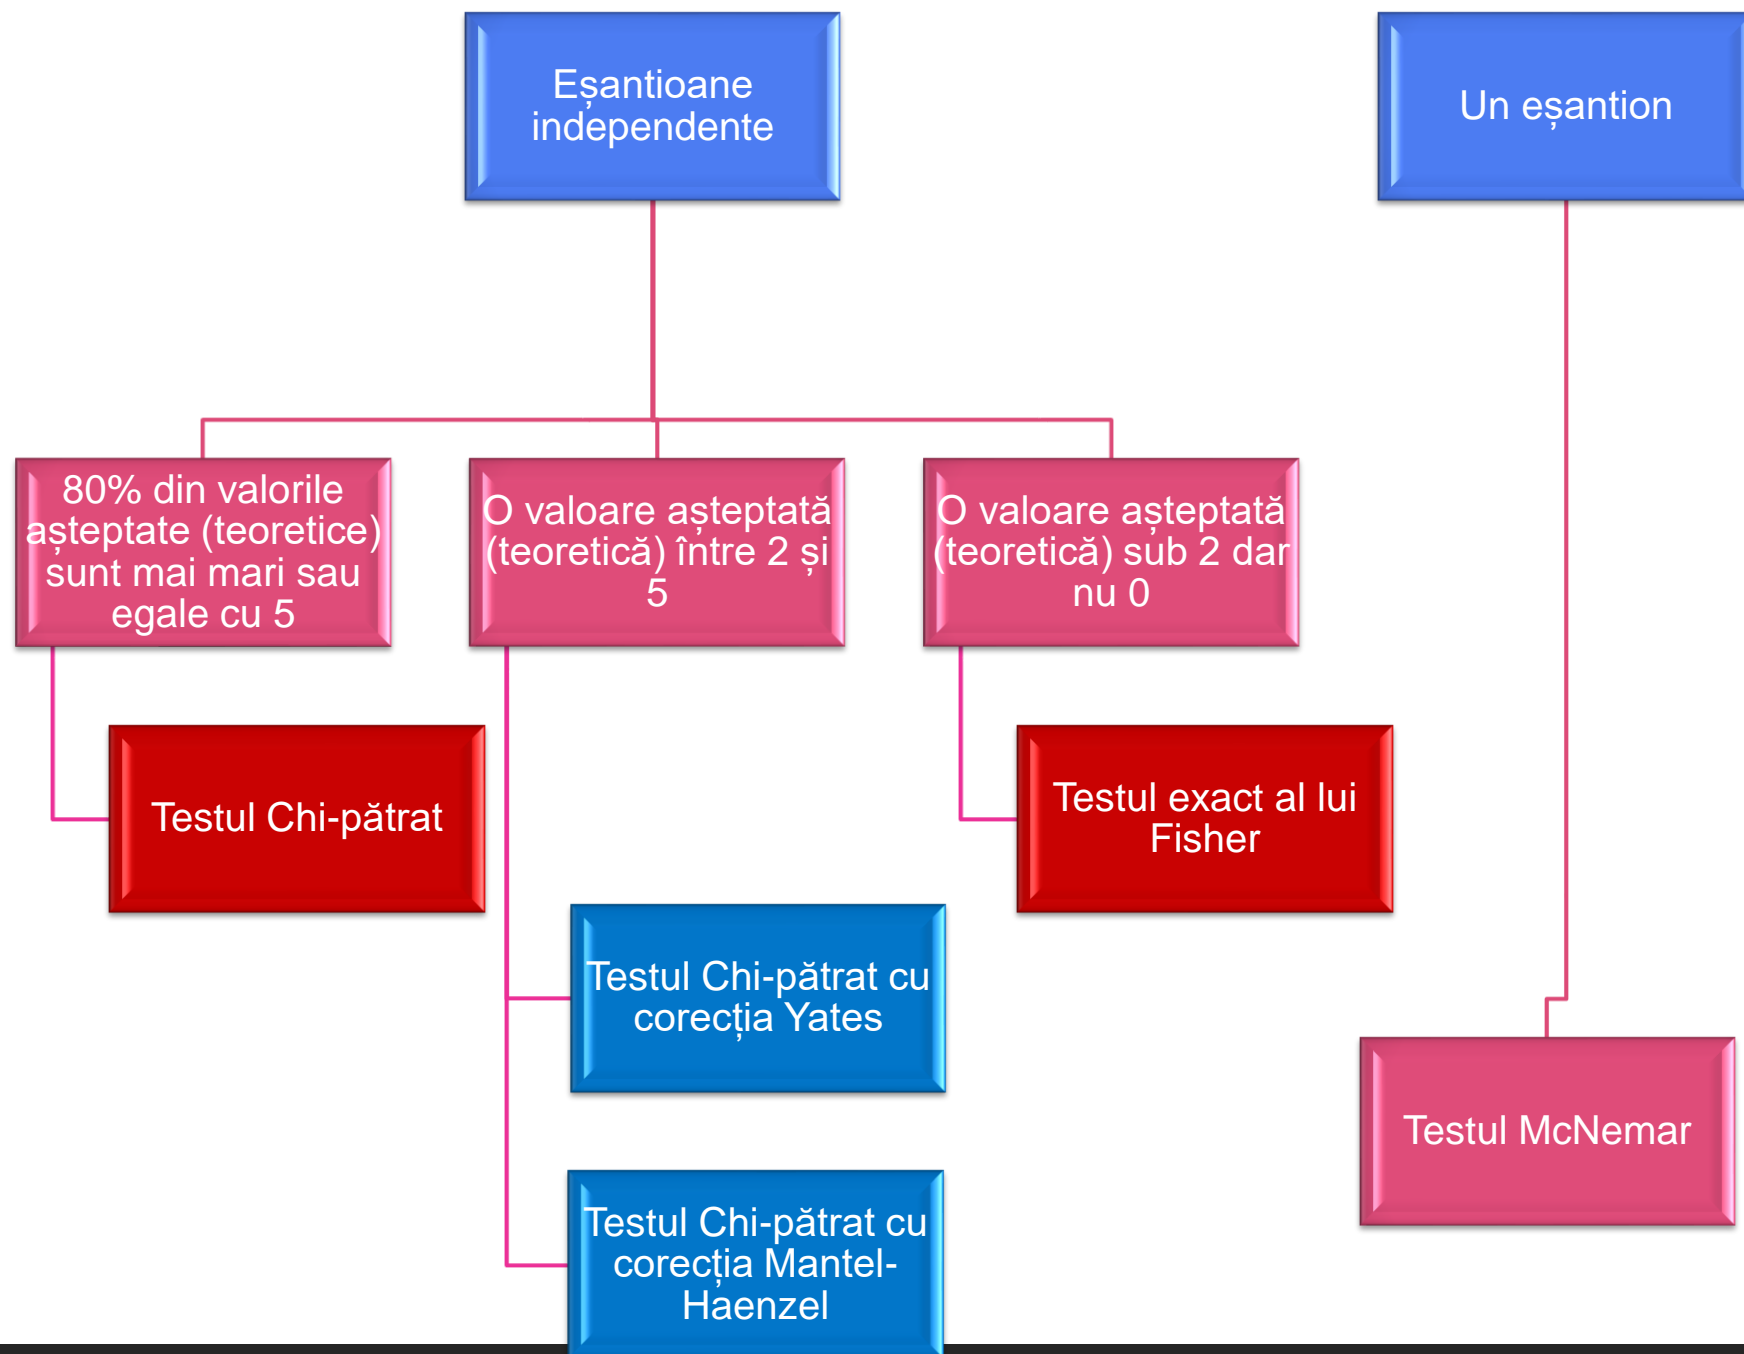 Eșantioane
independente
Un eșantion
80% din valorile
așteptate (teoretice)
sunt mai mari sau
egale cu 5
O valoare așteptată
(teoretică) între 2 și
5
O valoare așteptată
(teoretică) sub 2 dar
nu 0
Testul Chi-pătrat
Testul exact al lui
Fisher
Testul Chi-pătrat cu
corecția Yates
Testul Chi-pătrat cu
corecția Mantel-
Haenzel
Testul McNemar